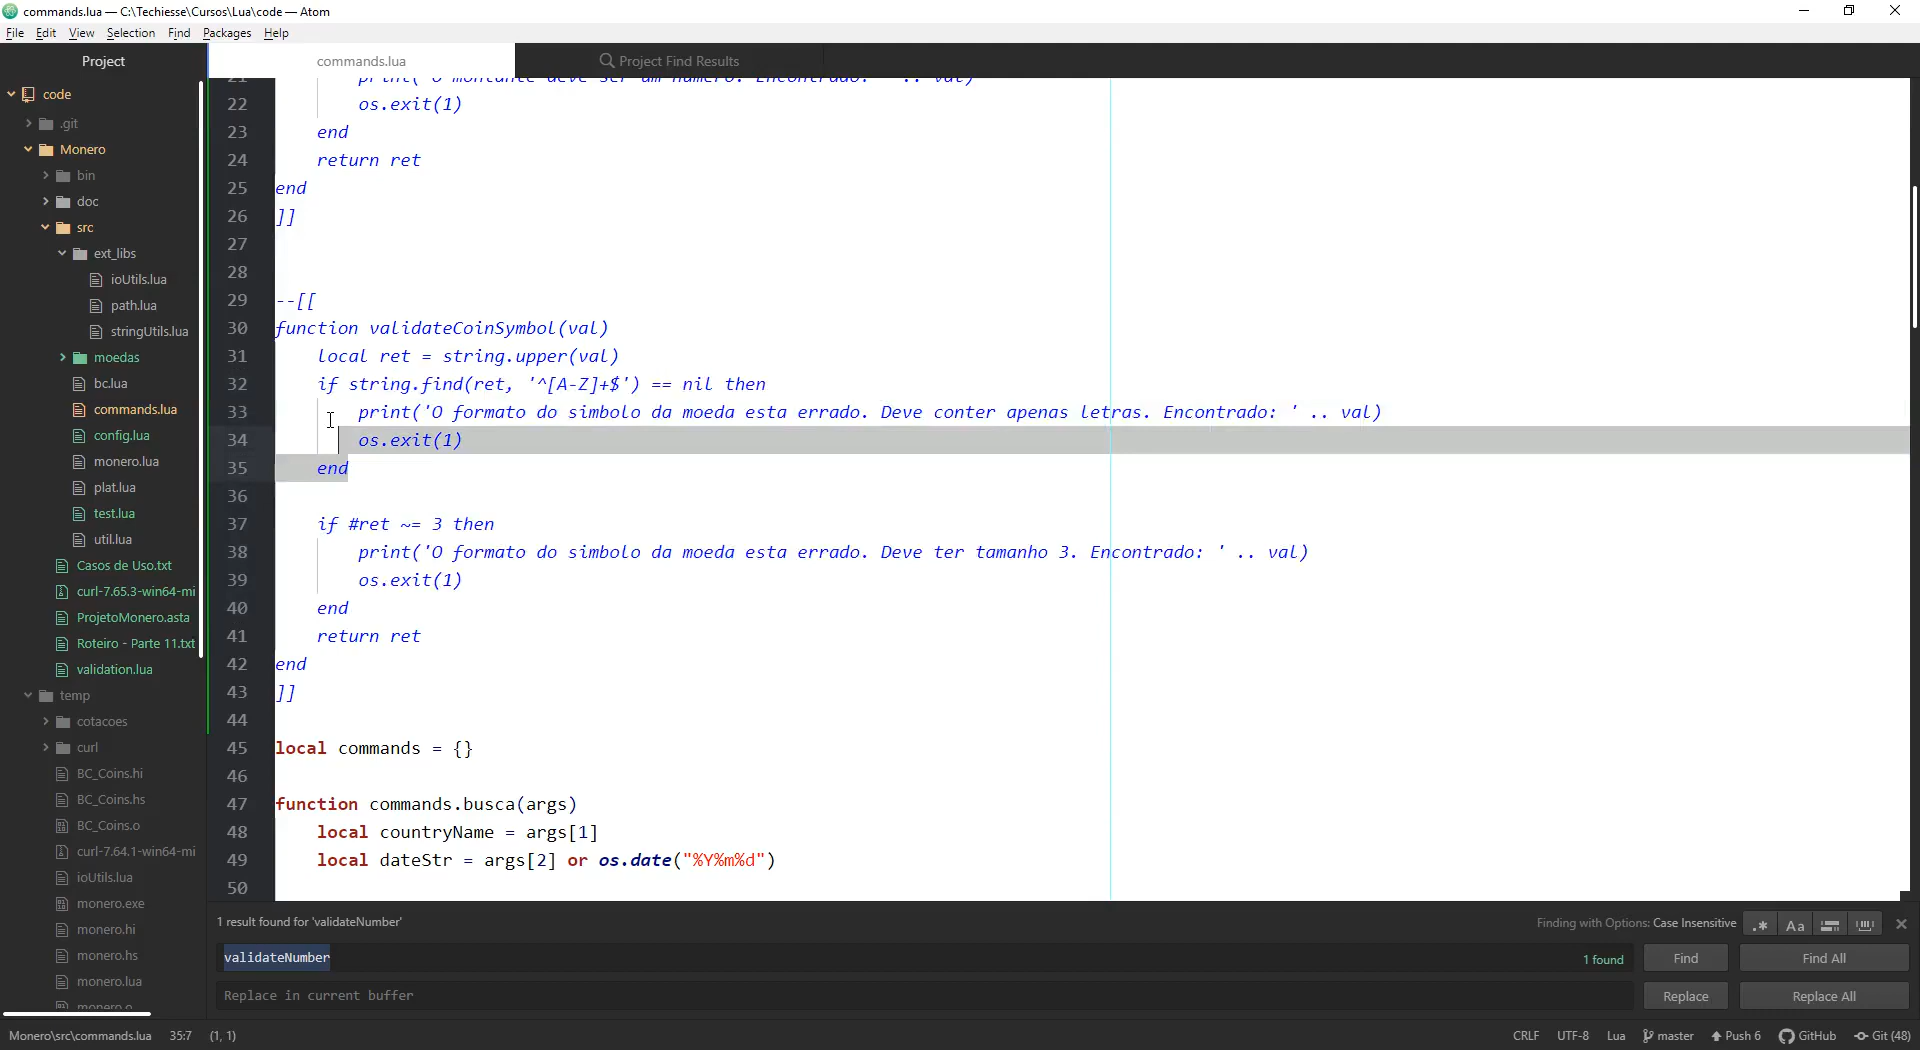 commands.lua — C:\Techiesse\Cursos\Lua\code — Atom
File Edit View Selection Find Packages Help
Project
code
.git
Monero
bin
doc
src
ext_libs
ioUtils.lua
path.lua
stringUtils.lua
moedas
bc.lua
commands.lua
config.lua
monero.lua
plat.lua
test.lua
util.lua
Casos de Uso.txt
curl-7.65.3-win64-mi
ProjetoMonero.asta
Roteiro - Parte 11.txt
validation.lua
temp
cotacoes
curl
BC_Coins.hi
BC_Coins.hs
BC_Coins.o
curl-7.64.1-win64-mi
ioUtils.lua
monero.exe
monero.hi
monero.hs
monero.lua
monero.o
commands.lua
Project Find Results
21 print('O montante deve ser um numero. Encontrado: ' .. val)
22 os.exit(1)
23 end
24 return ret
25 end
26 ]]
27
28
29 --[[
30 function validateCoinSymbol(val)
31 local ret = string.upper(val)
32 if string.find(ret, '^[A-Z]+$') == nil then
33 print('O formato do simbolo da moeda esta errado. Deve conter apenas letras. Encontrado: ' .. val)
34 os.exit(1)
35 end
36
37 if #ret ~= 3 then
38 print('O formato do simbolo da moeda esta errado. Deve ter tamanho 3. Encontrado: ' .. val)
39 os.exit(1)
40 end
41 return ret
42 end
43 ]]
44
45 local commands = {}
46
47 function commands.busca(args)
48 local countryName = args[1]
49 local dateStr = args[2] or os.date("%Y%m%d")
50
1 result found for 'validateNumber'
Finding with Options: Case Insensitive
.* Aa
validateNumber
1 found
Find
Find All
Replace in current buffer
Replace
Replace All
Monero\src\commands.lua 35:7 (1, 1)
CRLF UTF-8 Lua master Push 6 GitHub Git (48)